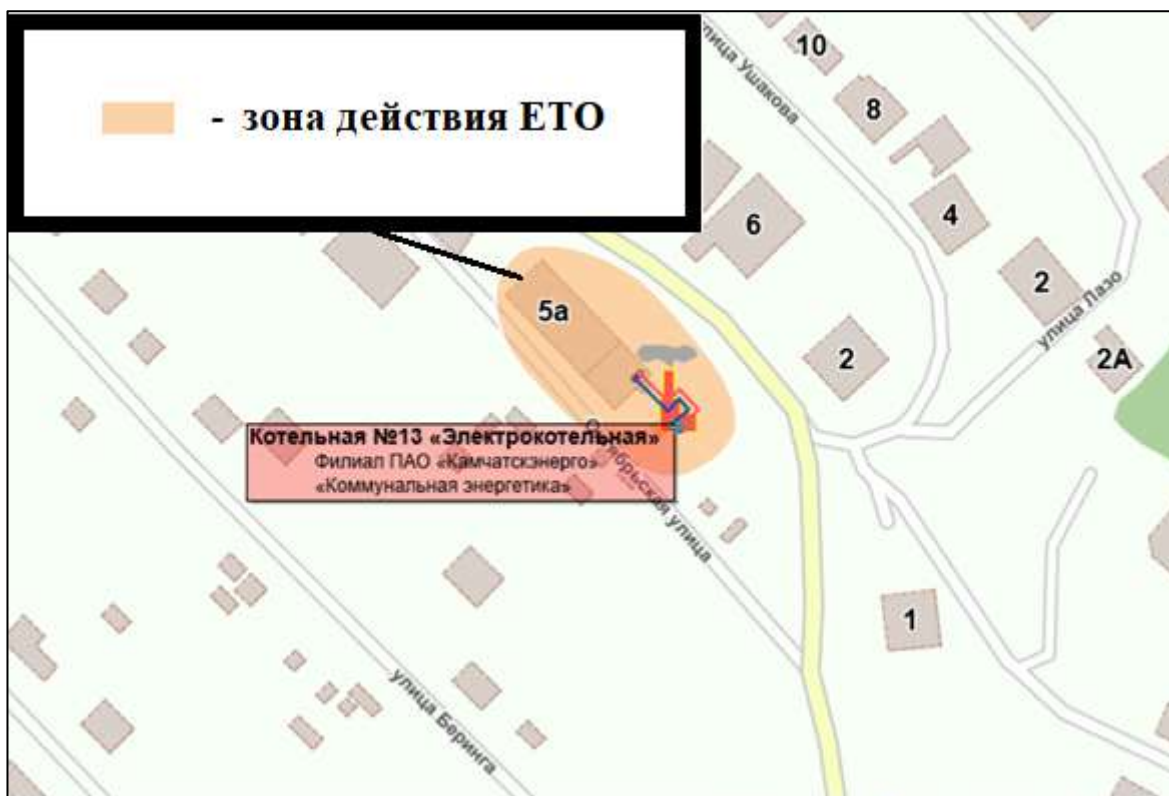 - зона действия ЕТО
улица Ушакова
10
8
4
6
2
улица Лазо
2А
5а
2
Котельная №13 «Электрокотельная»
Филиал ПАО «Камчатскэнерго»
«Коммунальная энергетика»
Октябрьская улица
1
улица Беринга